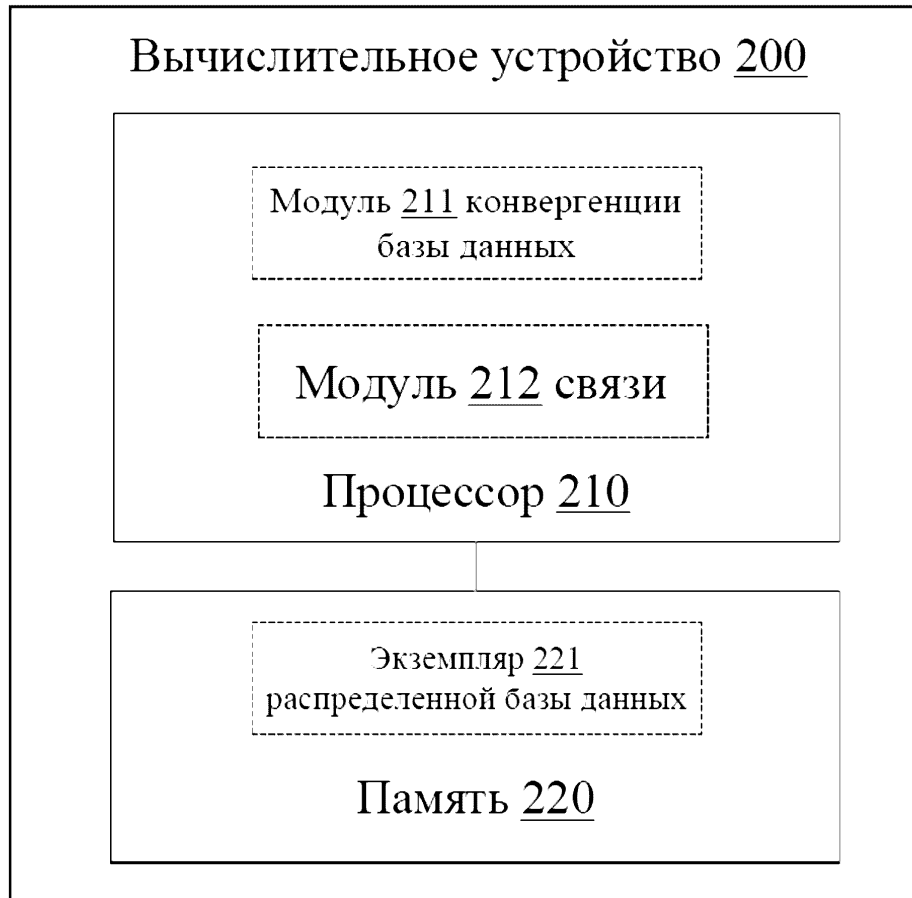 Вычислительное устройство 200
Модуль 211 конвергенции
базы данных
Модуль 212 связи
Процессор 210
Экземпляр 221
распределенной базы данных
Память 220